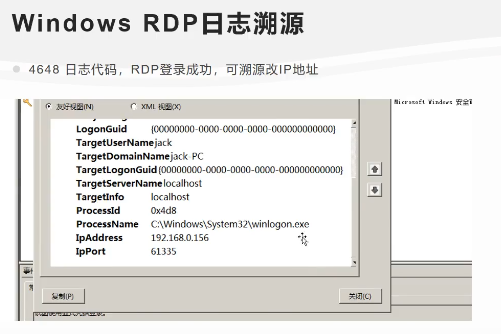 Windows RDP日志溯源
4648 日志代码，RDP登录成功，可溯源改IP地址
Microsoft Windows 安全
友好视图(N) XML 视图(X)
LogonGuid {00000000-0000-0000-0000-000000000000}
TargetUserName jack
TargetDomainName jack-PC
TargetLogonGuid {00000000-0000-0000-0000-000000000000}
TargetServerName localhost
TargetInfo localhost
ProcessId 0x4d8
ProcessName C:\Windows\System32\winlogon.exe
IpAddress 192.168.0.156
IpPort 61335
复制(P) 关闭(C)